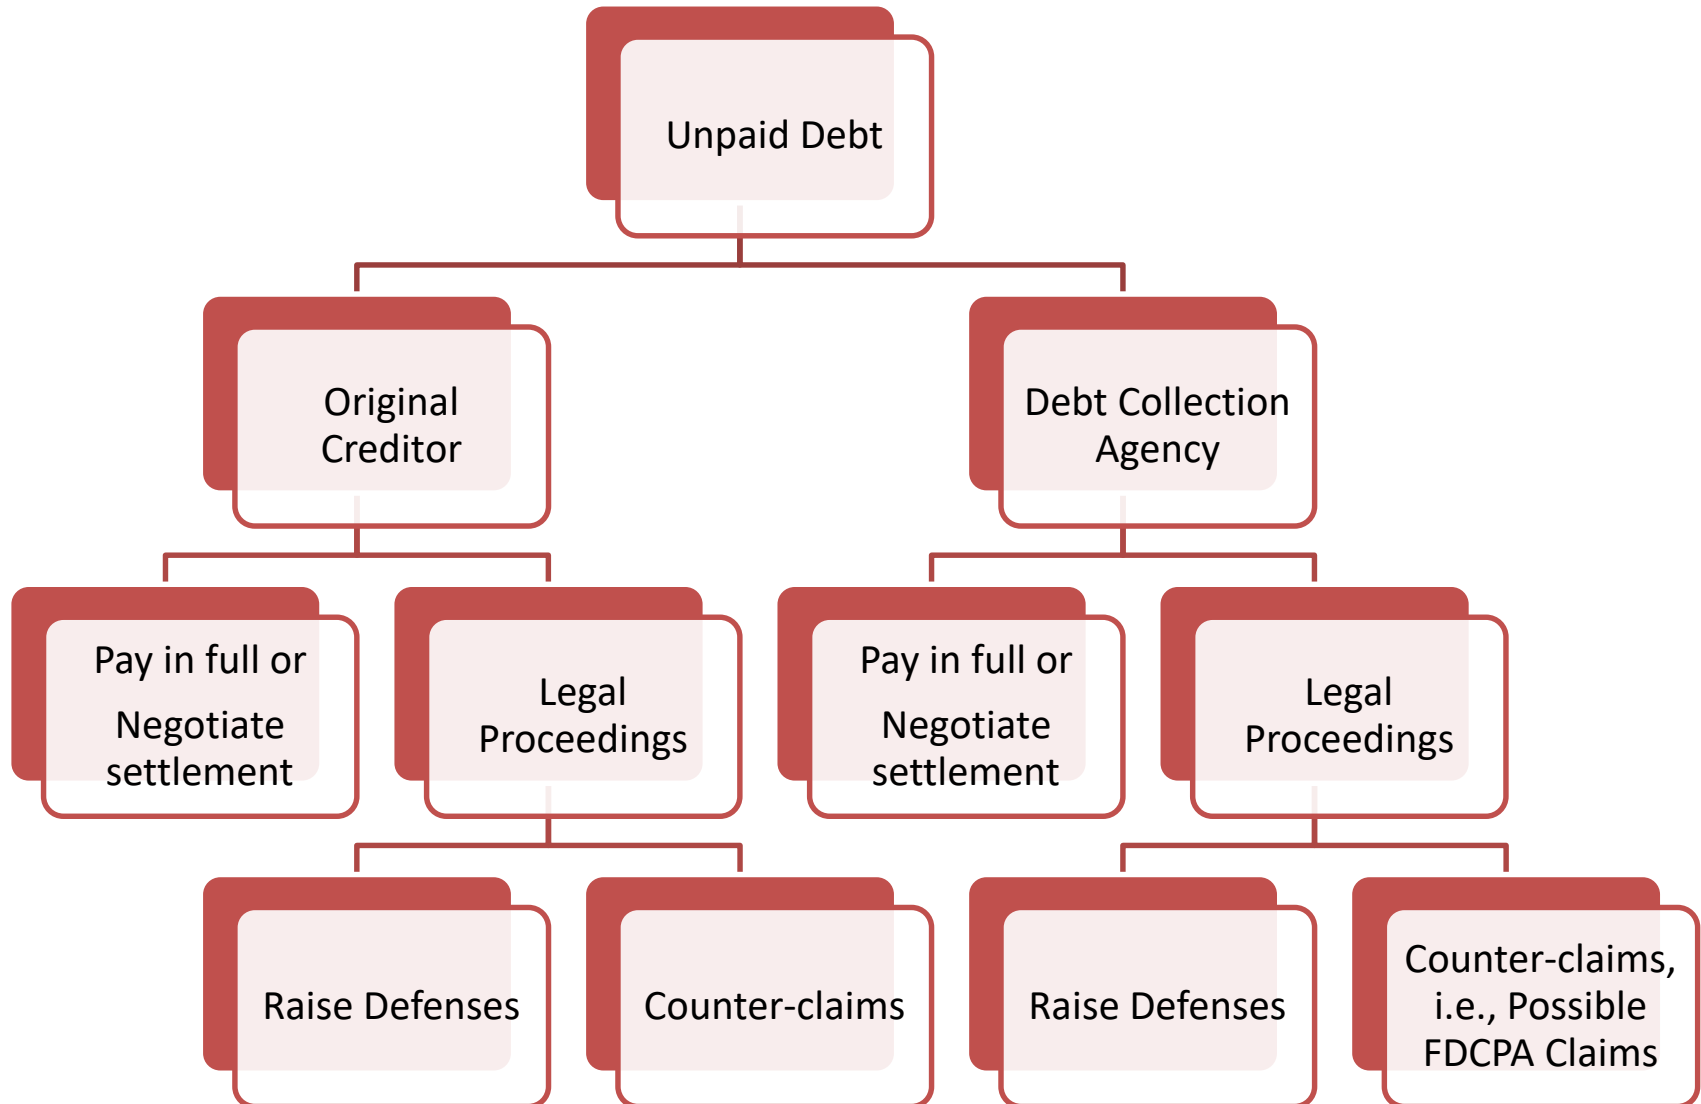 Unpaid Debt
Original
Creditor
Debt Collection
Agency
Pay in full or
Negotiate
settlement
Legal
Proceedings
Pay in full or
Negotiate
settlement
Legal
Proceedings
Raise Defenses
Counter-claims
Raise Defenses
Counter-claims,
i.e., Possible
FDCPA Claims